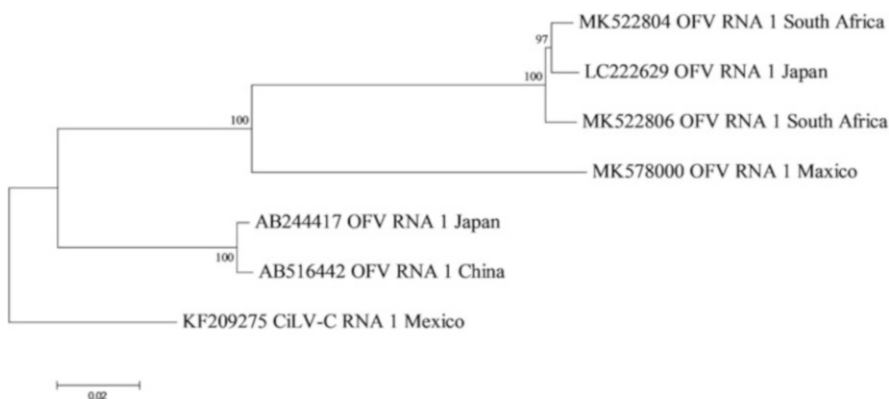 MK522804 OFV RNA 1 South Africa
97
LC222629 OFV RNA 1 Japan
100
MK522806 OFV RNA 1 South Africa
100
MK578000 OFV RNA 1 Maxico
AB244417 OFV RNA 1 Japan
100
AB516442 OFV RNA 1 China
KF209275 CiLV-C RNA 1 Mexico
0.02